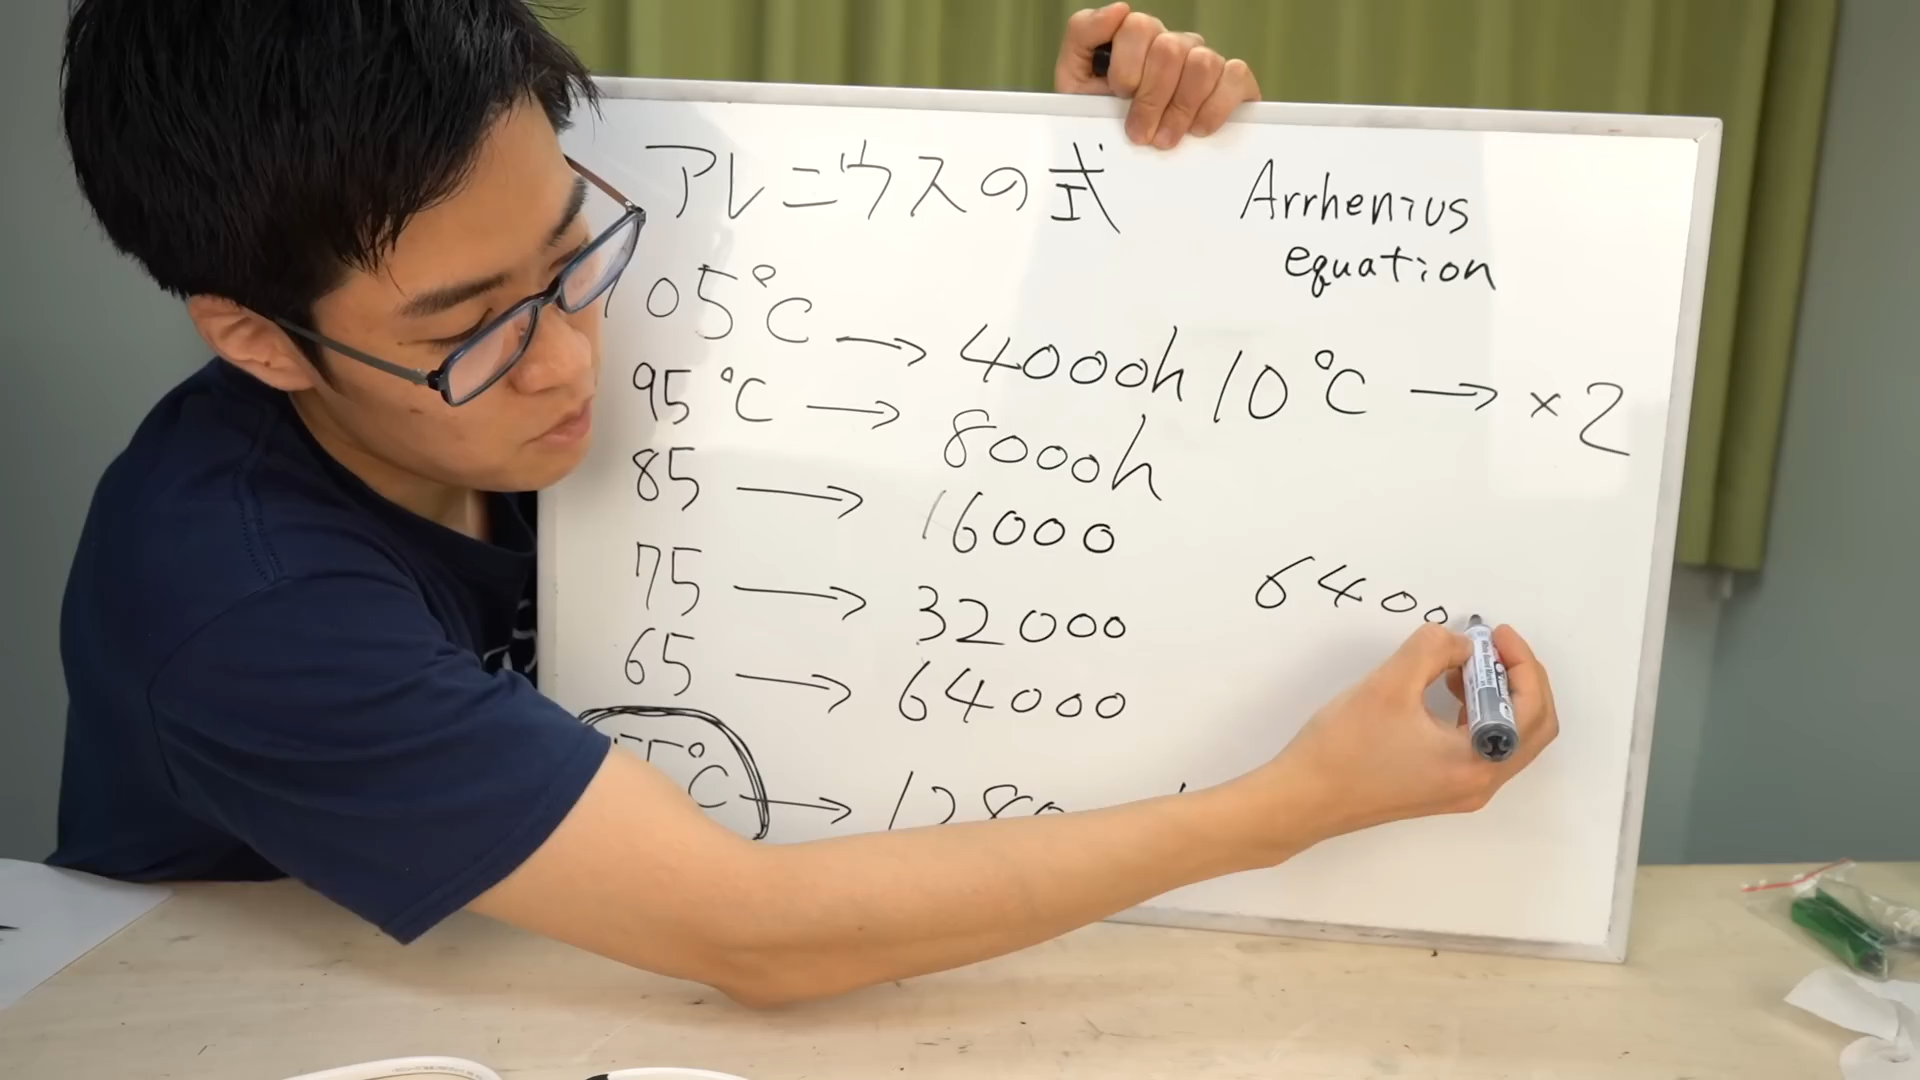 アレニウスの式
Arrhenius
equation
105℃ → 4000h
10℃ → ×2
95℃ → 8000h
85 → 16000
75 → 32000
65 → 64000
℃ → 1280
6400